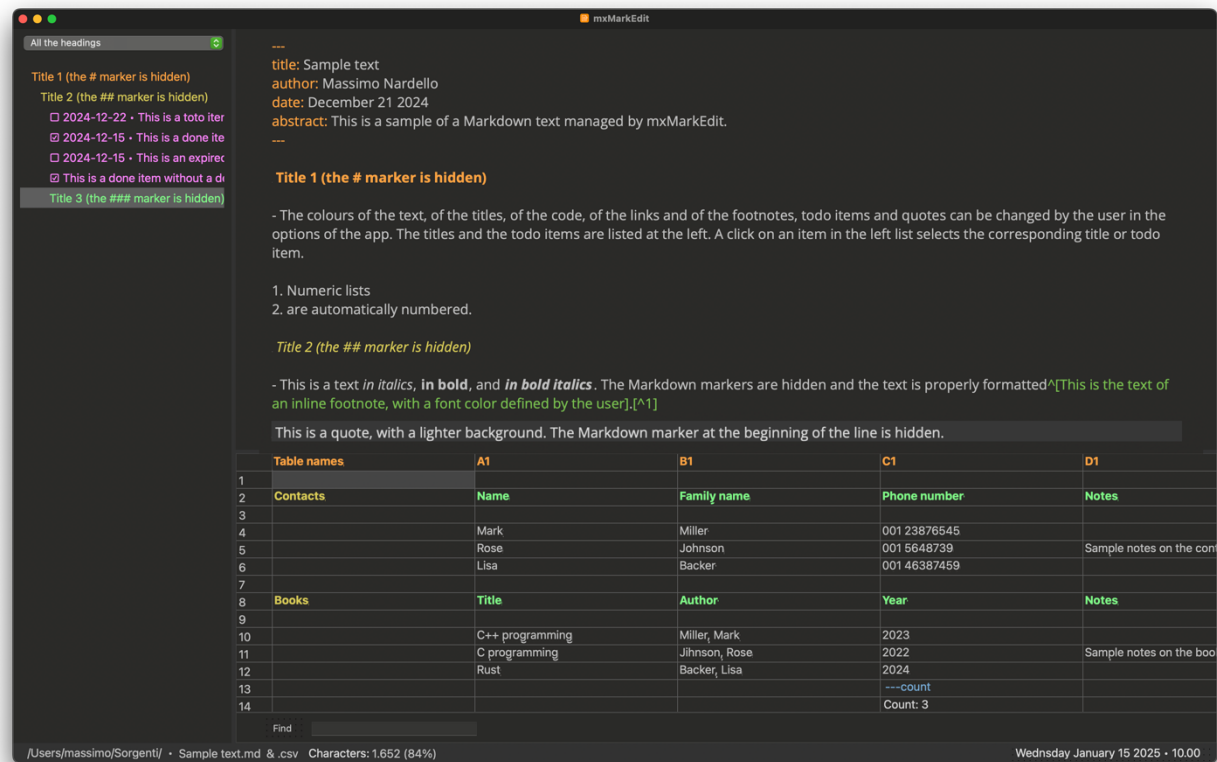 mxMarkEdit
All the headings
Title 1 (the # marker is hidden)
Title 2 (the ## marker is hidden)
☐ 2024-12-22 • This is a toto iter
☑ 2024-12-15 • This is a done ite
☐ 2024-12-15 • This is an expired
☑ This is a done item without a de
Title 3 (the ### marker is hidden)
---
title: Sample text
author: Massimo Nardello
date: December 21 2024
abstract: This is a sample of a Markdown text managed by mxMarkEdit.
---
Title 1 (the # marker is hidden)
- The colours of the text, of the titles, of the code, of the links and of the footnotes, todo items and quotes can be changed by the user in the
options of the app. The titles and the todo items are listed at the left. A click on an item in the left list selects the corresponding title or todo
item.
1. Numeric lists
2. are automatically numbered.
Title 2 (the ## marker is hidden)
- This is a text in italics, in bold, and in bold italics. The Markdown markers are hidden and the text is properly formatted^[This is the text of
an inline footnote, with a font color defined by the user].[^1]
This is a quote, with a lighter background. The Markdown marker at the beginning of the line is hidden.
Table names A1 B1 C1 D1
1
2 Contacts Name Family name Phone number Notes
3
4 Mark Miller 001 23876545
5 Rose Johnson 001 5648739 Sample notes on the cont
6 Lisa Backer 001 46387459
7
8 Books Title Author Year Notes
9
10 C++ programming Miller, Mark 2023
11 C programming Jihnson, Rose 2022 Sample notes on the boo
12 Rust Backer, Lisa 2024
13 ---count
14 Count: 3
Find
/Users/massimo/Sorgenti/ • Sample text.md & .csv Characters: 1.652 (84%) Wednsday January 15 2025 • 10.00